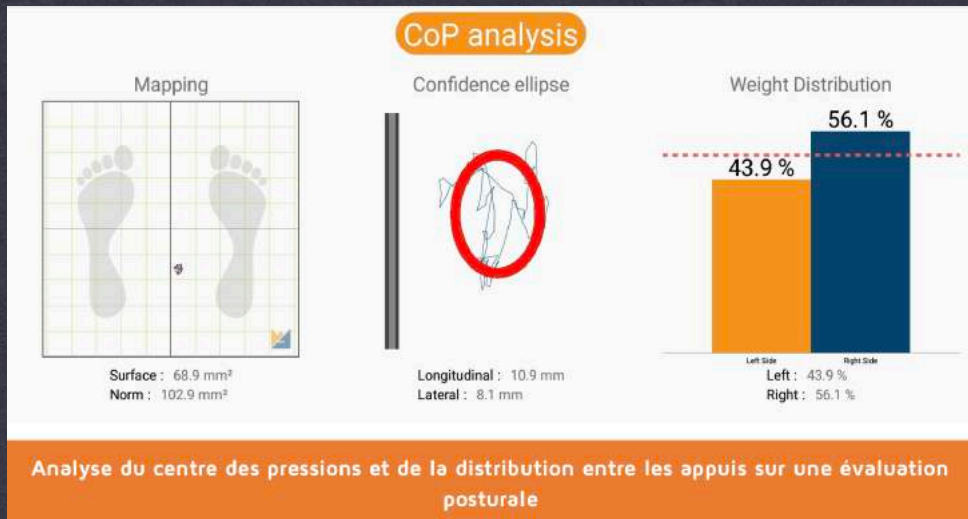 CoP analysis
Mapping
Confidence ellipse
Weight Distribution
56.1 %
43.9 %
Left Side
Right Side
Surface : 68.9 mm²
Norm : 102.9 mm²
Longitudinal : 10.9 mm
Lateral : 8.1 mm
Left : 43.9 %
Right : 56.1 %
Analyse du centre des pressions et de la distribution entre les appuis sur une évaluation
posturale